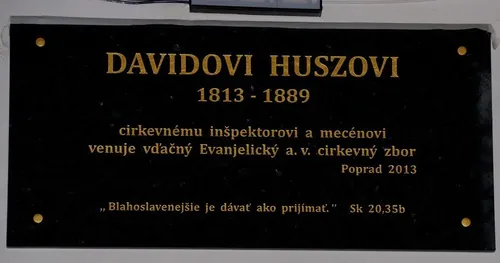 DAVIDOVI HUSZOVI
1813 - 1889
cirkevnému inšpektorovi a mecénovi
venuje vďačný Evanjelický a. v. cirkevný zbor
Poprad 2013
„Blahoslavenejšie je dávať ako prijímať." Sk 20,35b